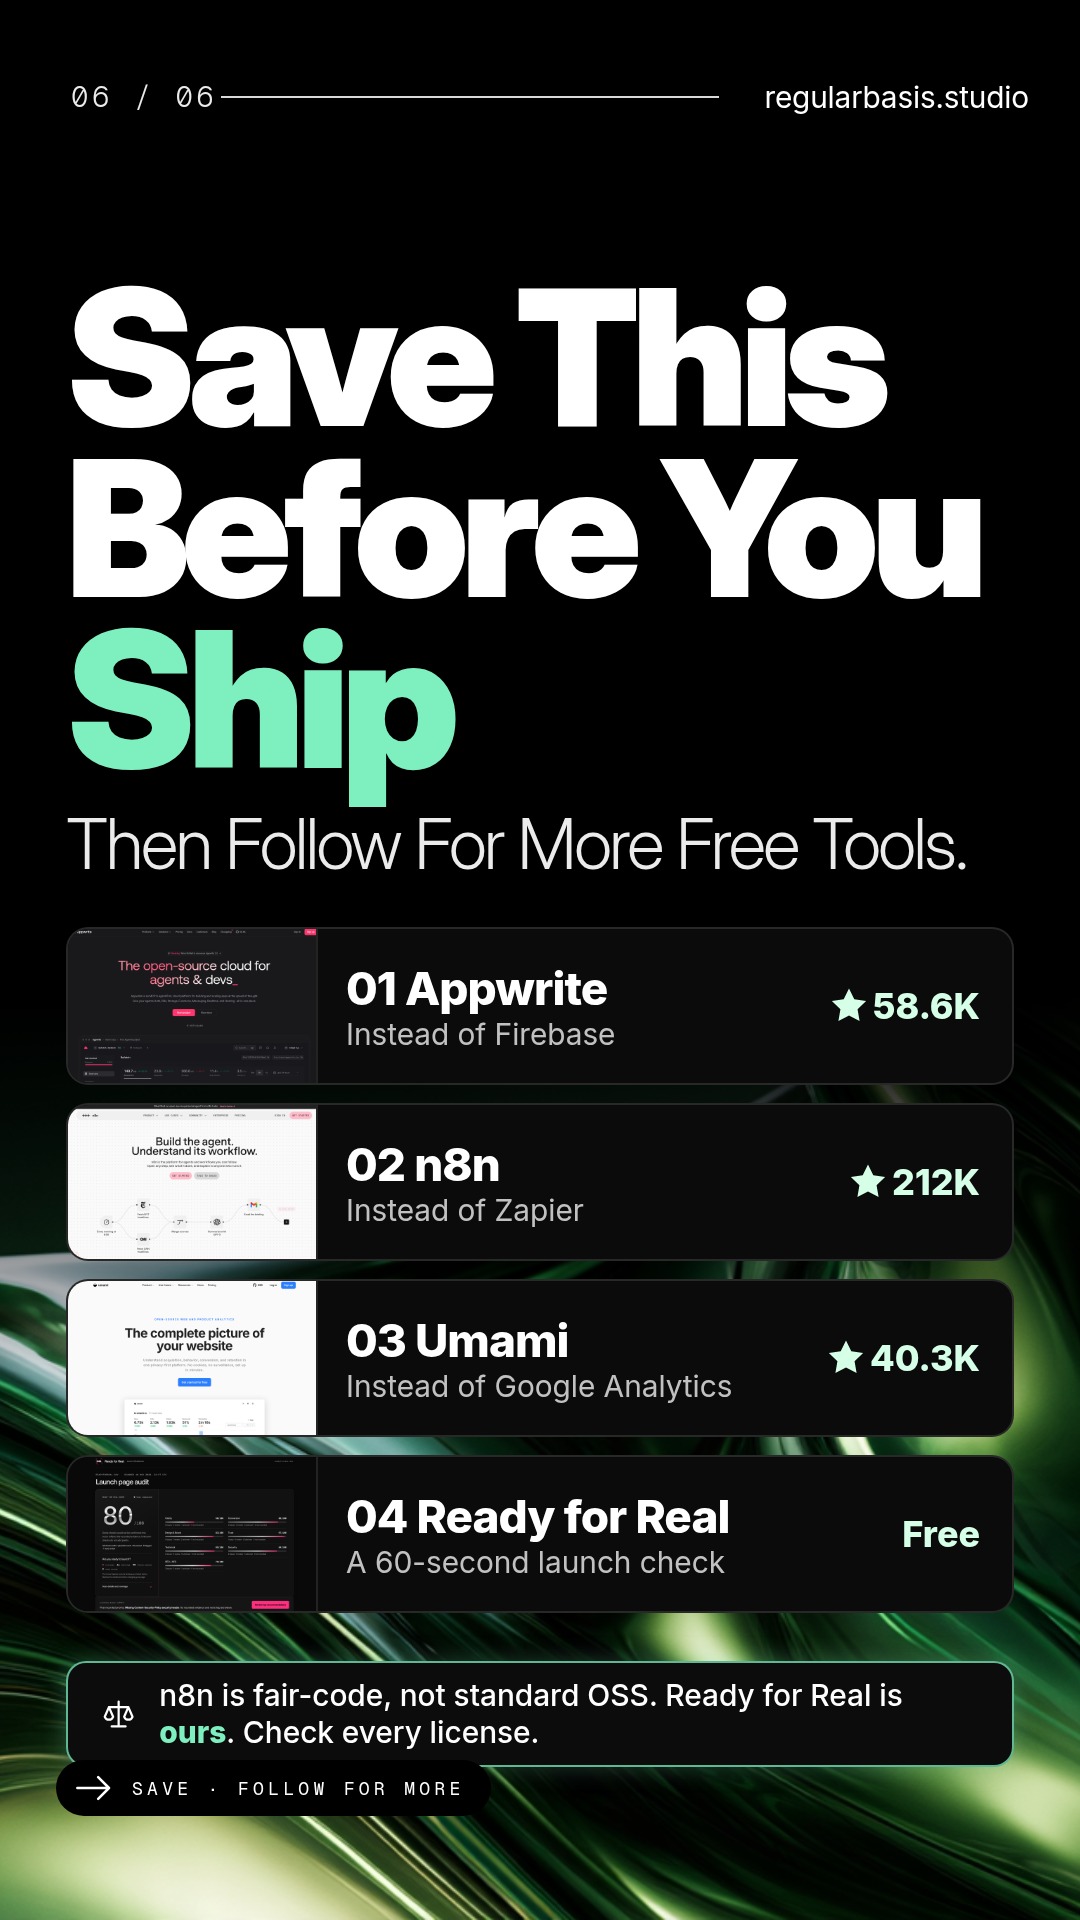 06 / 06
regularbasis.studio
Save This
Before You
Ship
Then Follow For More Free Tools.
The open-source cloud for
agents & devs_
01 Appwrite
Instead of Firebase
58.6K
Build the agent.
Understand its workflow.
02 n8n
Instead of Zapier
212K
The complete picture of
your website
03 Umami
Instead of Google Analytics
40.3K
Launch page audit
80
04 Ready for Real
A 60-second launch check
Free
n8n is fair-code, not standard OSS. Ready for Real is
ours. Check every license.
SAVE · FOLLOW FOR MORE